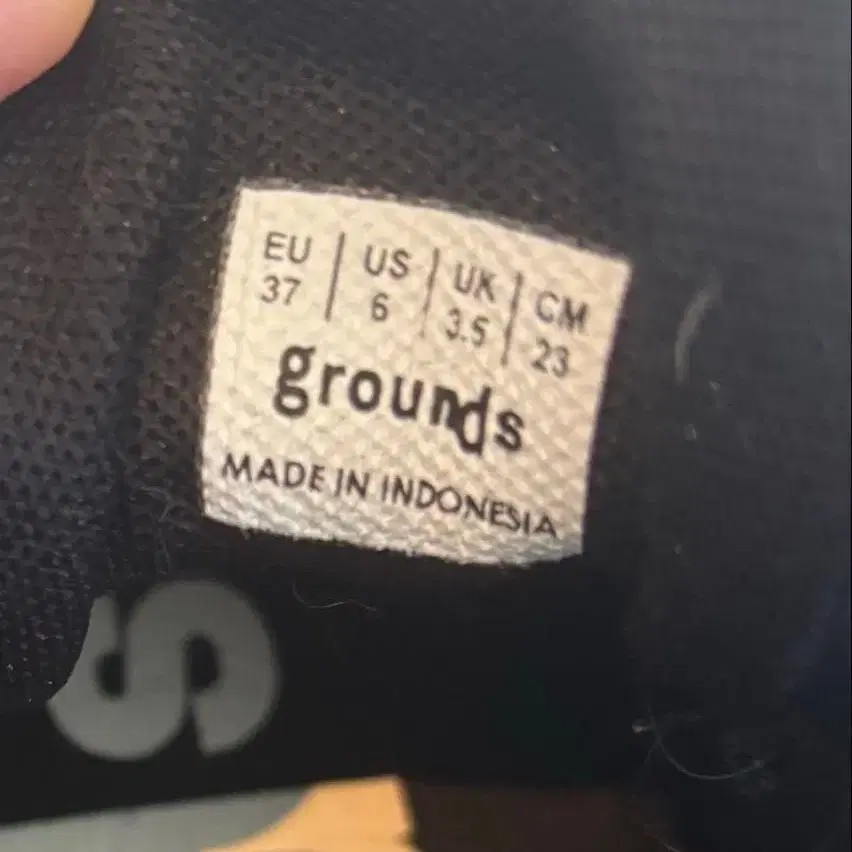 EU | US | UK | CM
37 | 6 | 3.5 | 23
grounds
MADE IN INDONESIA
S